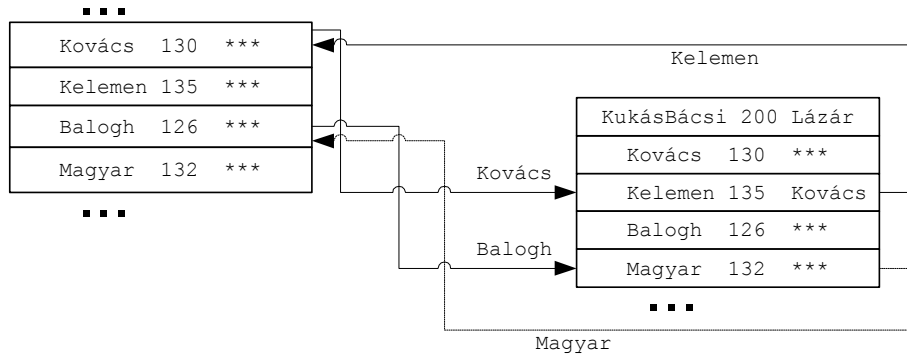 Kovács 130 ***
Kelemen 135 ***
Balogh 126 ***
Magyar 132 ***
Kelemen
Kovács
Balogh
Magyar
KukásBácsi 200 Lázár
Kovács 130 ***
Kelemen 135 Kovács
Balogh 126 ***
Magyar 132 ***